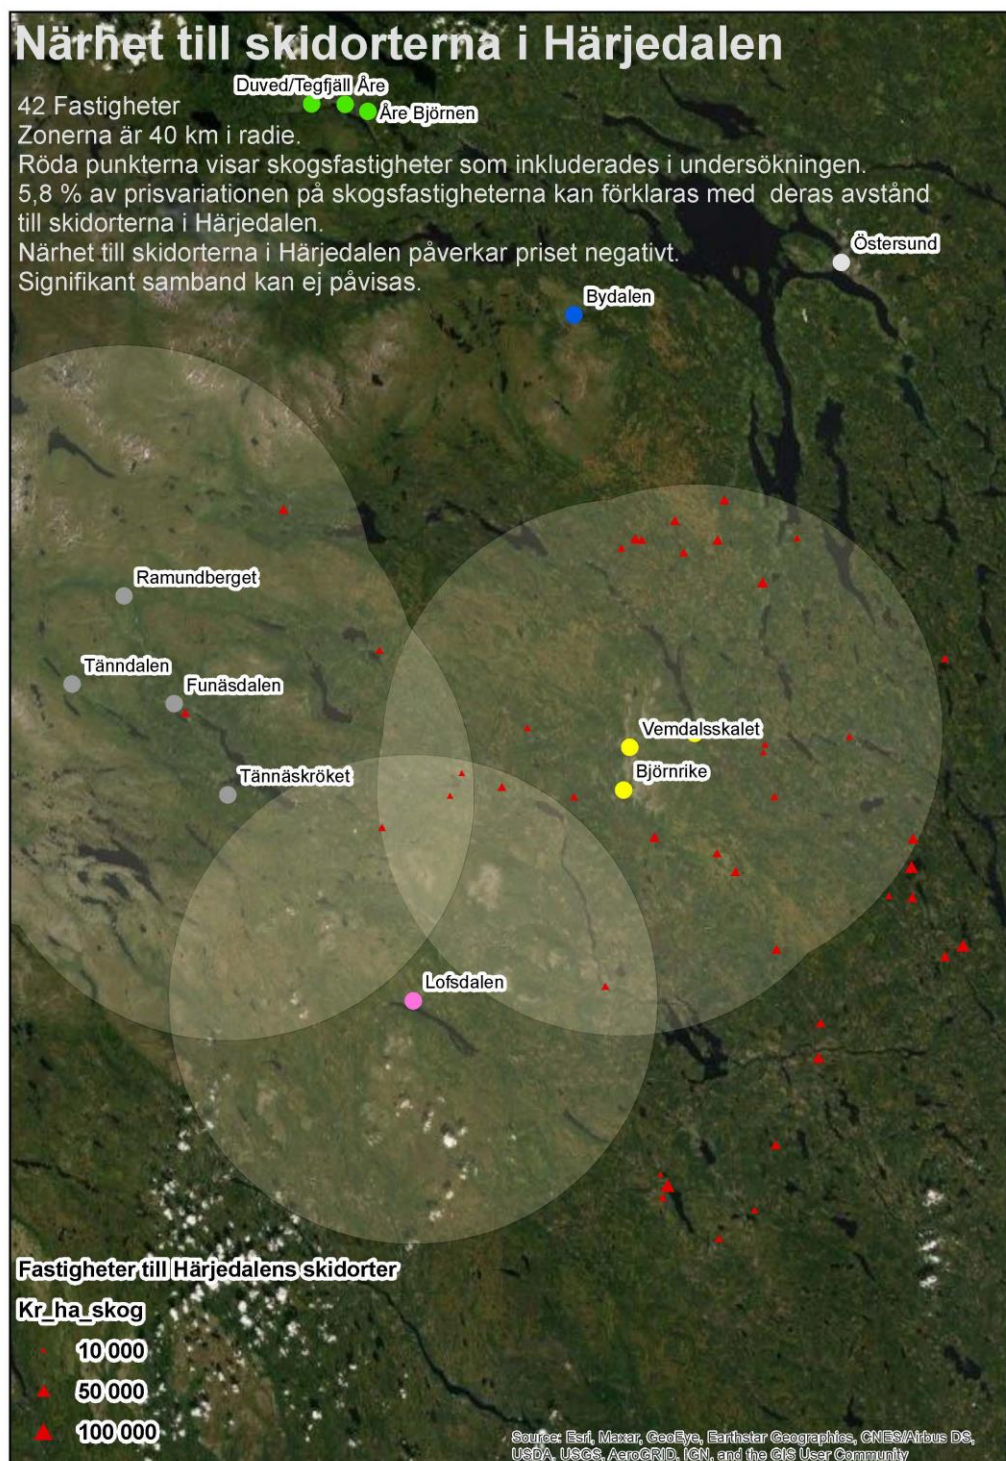 Närhet till skidorterna i Härjedalen
Duved/Tegfjäll Åre
Åre Björnen
42 Fastigheter
Zonerna är 40 km i radie.
Röda punkterna visar skogsfastigheter som inkluderades i undersökningen.
5,8 % av prisvariationen på skogsfastigheterna kan förklaras med deras avstånd
till skidorterna i Härjedalen.
Närhet till skidorterna i Härjedalen påverkar priset negativt.
Signifikant samband kan ej påvisas.
Östersund
Bydalen
Ramundberget
Tänndalen
Funäsdalen
Vemdalsskalet
Björnrike
Tännäskröket
Lofsdalen
Fastigheter till Härjedalens skidorter
Kr_ha_skog
10 000
50 000
100 000
Source: Esri, Maxar, GeoEye, Earthstar Geographics, CNES/Airbus DS,
USDA, USGS, AeroGRID, IGN, and the GIS User Community